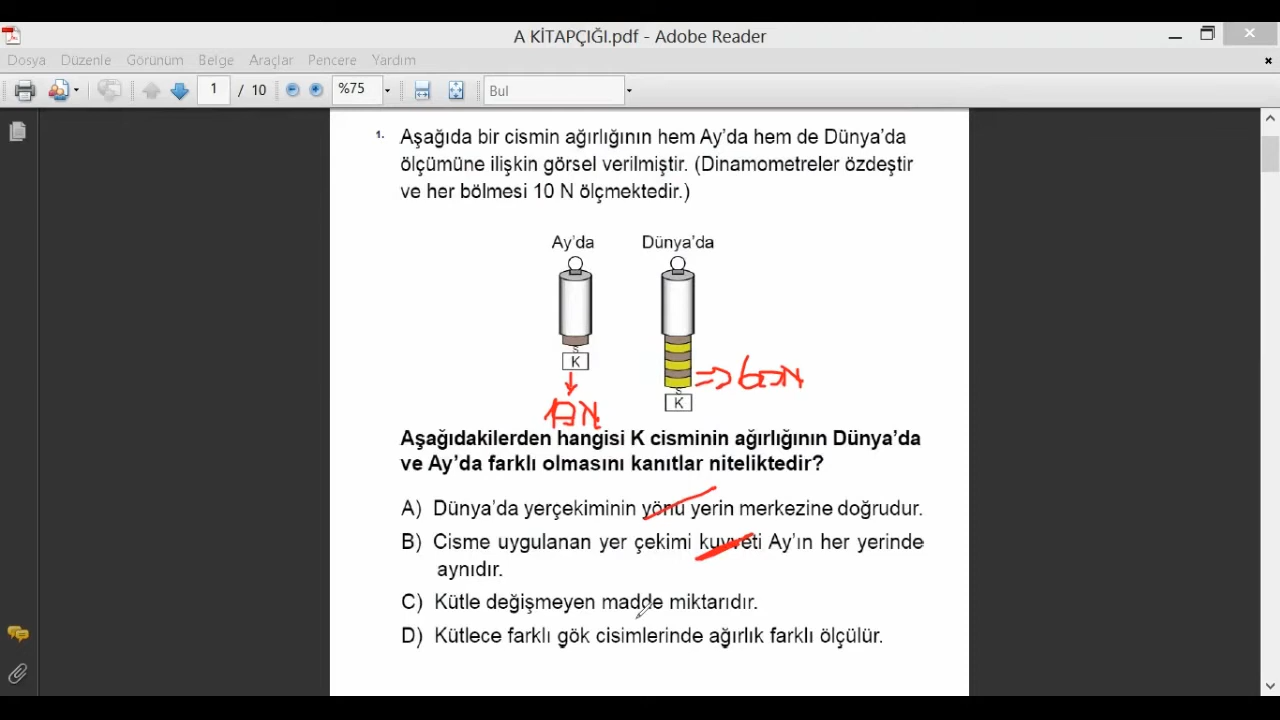 A KİTAPÇIĞI.pdf - Adobe Reader
Dosya Düzenle Görünüm Belge Araçlar Pencere Yardım
1 / 10 %75 Bul
1. Aşağıda bir cismin ağırlığının hem Ay'da hem de Dünya'da
ölçümüne ilişkin görsel verilmiştir. (Dinamometreler özdeştir
ve her bölmesi 10 N ölçmektedir.)
Ay'da Dünya'da
K
60N
K
10N
Aşağıdakilerden hangisi K cisminin ağırlığının Dünya'da
ve Ay'da farklı olmasını kanıtlar niteliktedir?
A) Dünya'da yerçekiminin yönü yerin merkezine doğrudur.
B) Cisme uygulanan yer çekimi kuvveti Ay'ın her yerinde
aynıdır.
C) Kütle değişmeyen madde miktarıdır.
D) Kütlece farklı gök cisimlerinde ağırlık farklı ölçülür.